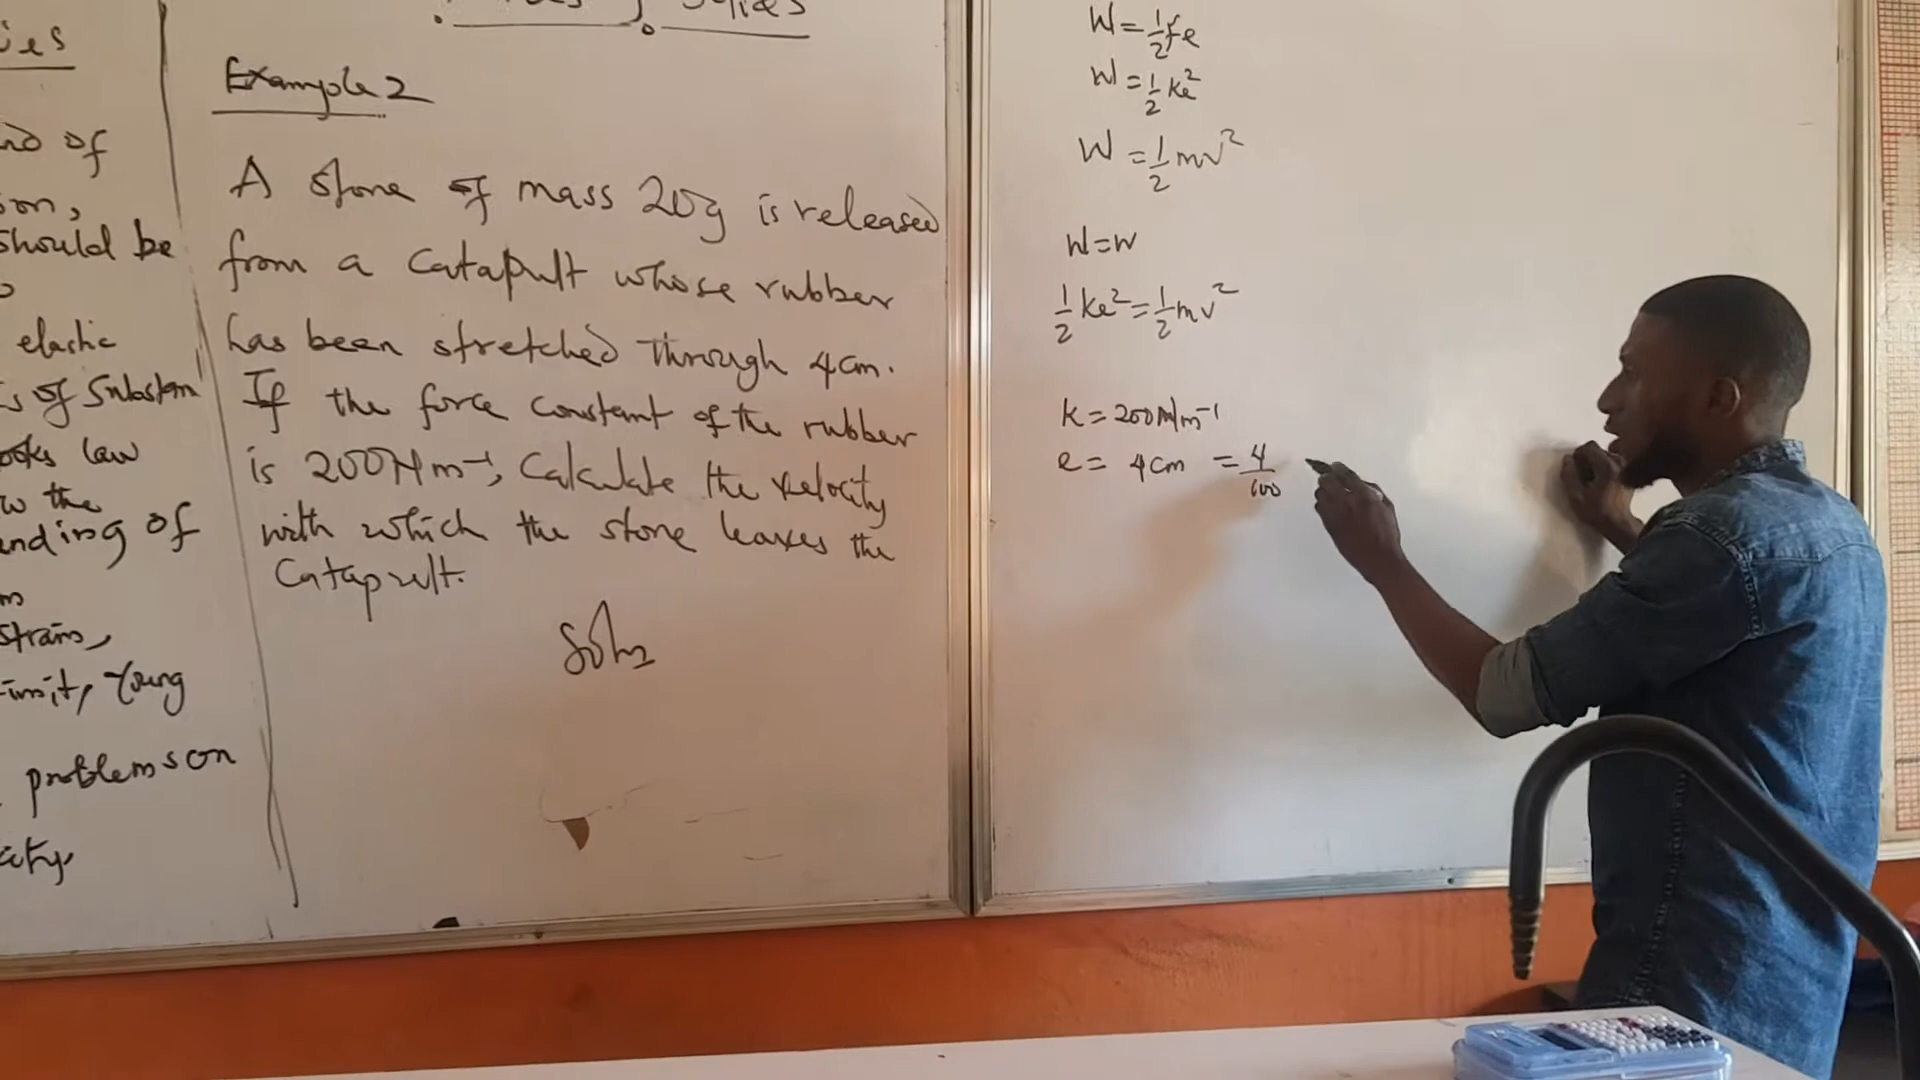 Example 2
A stone of mass 20g is released
from a catapult whose rubber
has been stretched through 4cm.
If the force constant of the rubber
is 200Nm⁻¹, Calculate the velocity
with which the stone leaves the
Catapult.
Soln
of
should be
elastic
of Substan
law
the
of
strain,
Young
problems on
W = ½fe
W = ½ke²
W = ½mv²
W = W
½ke² = ½mv²
K = 200N/m⁻¹
e = 4cm = 4/100